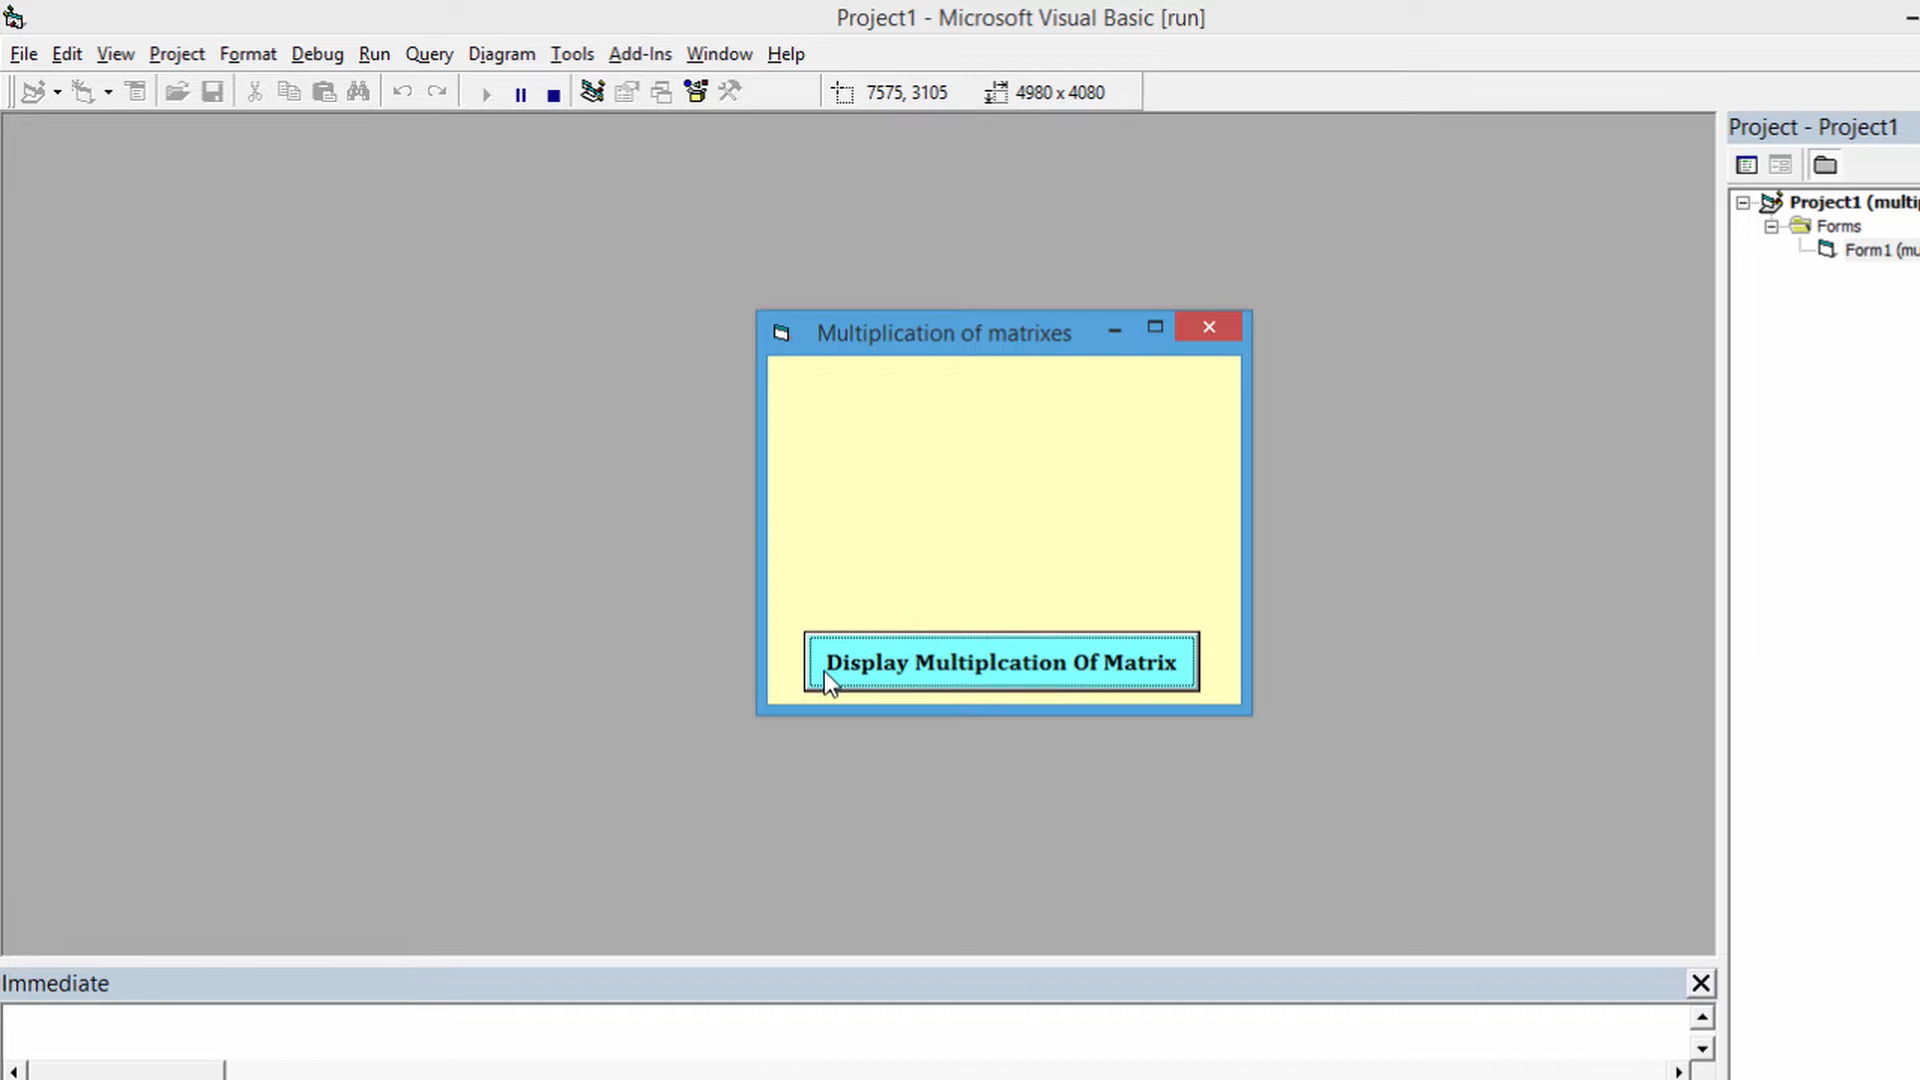 Project1 - Microsoft Visual Basic [run]
File Edit View Project Format Debug Run Query Diagram Tools Add-Ins Window Help
7575, 3105 4980 x 4080
Project - Project1
Project1 (multip
Forms
Form1 (mu
Multiplication of matrixes
Display Multiplcation Of Matrix
Immediate